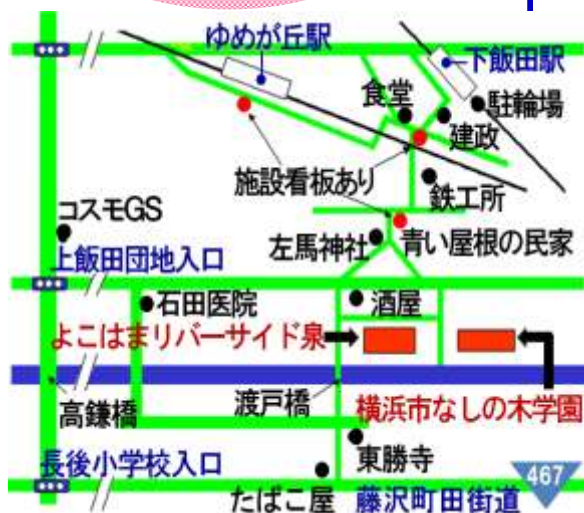 ゆめが丘駅
下飯田駅
食堂
駐輪場
建政
施設看板あり
鉄工所
コスモGS
左馬神社
青い屋根の民家
上飯田団地入口
石田医院
酒屋
よこはまリバーサイド泉
高鎌橋
渡戸橋
横浜市なしの木学園
長後小学校入口
東勝寺
467
たばこ屋
藤沢町田街道